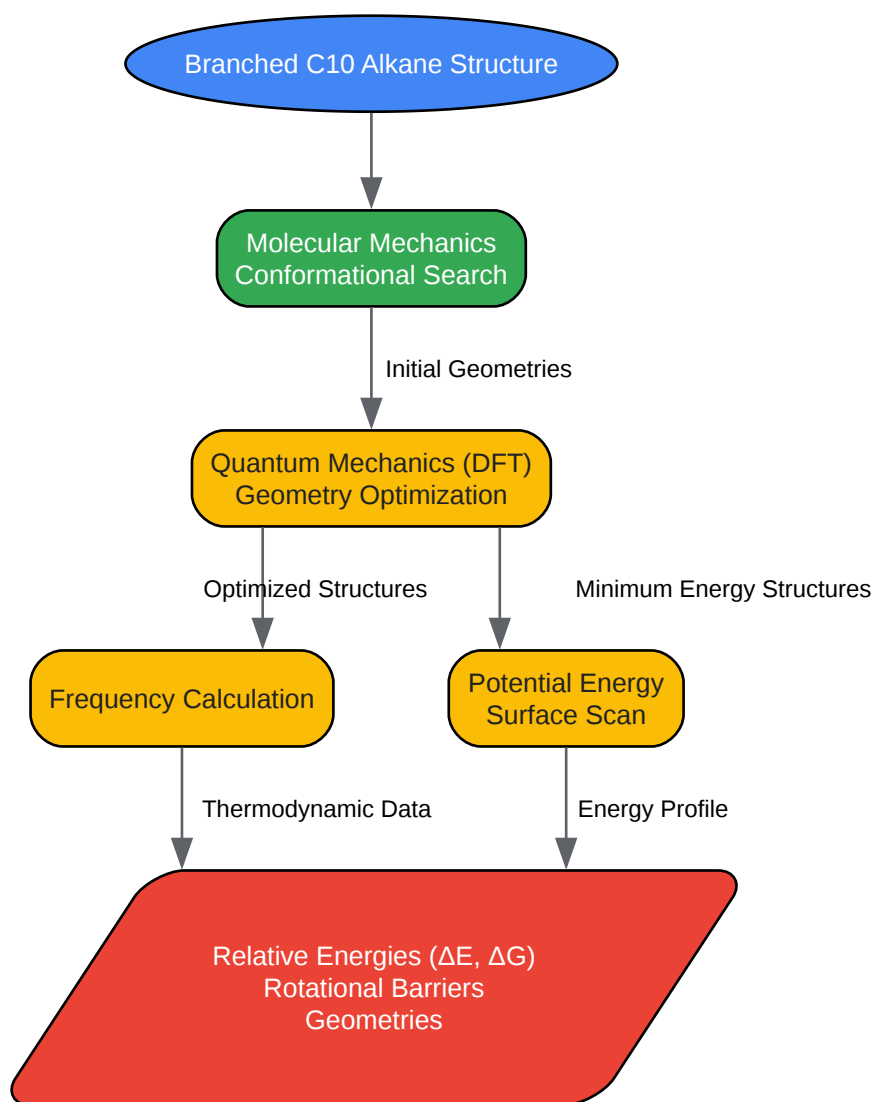 Branched C10 Alkane Structure
Molecular Mechanics
Conformational Search
Initial Geometries
Quantum Mechanics (DFT)
Geometry Optimization
Optimized Structures
Minimum Energy Structures
Frequency Calculation
Potential Energy
Surface Scan
Thermodynamic Data
Energy Profile
Relative Energies (ΔE, ΔG)
Rotational Barriers
Geometries